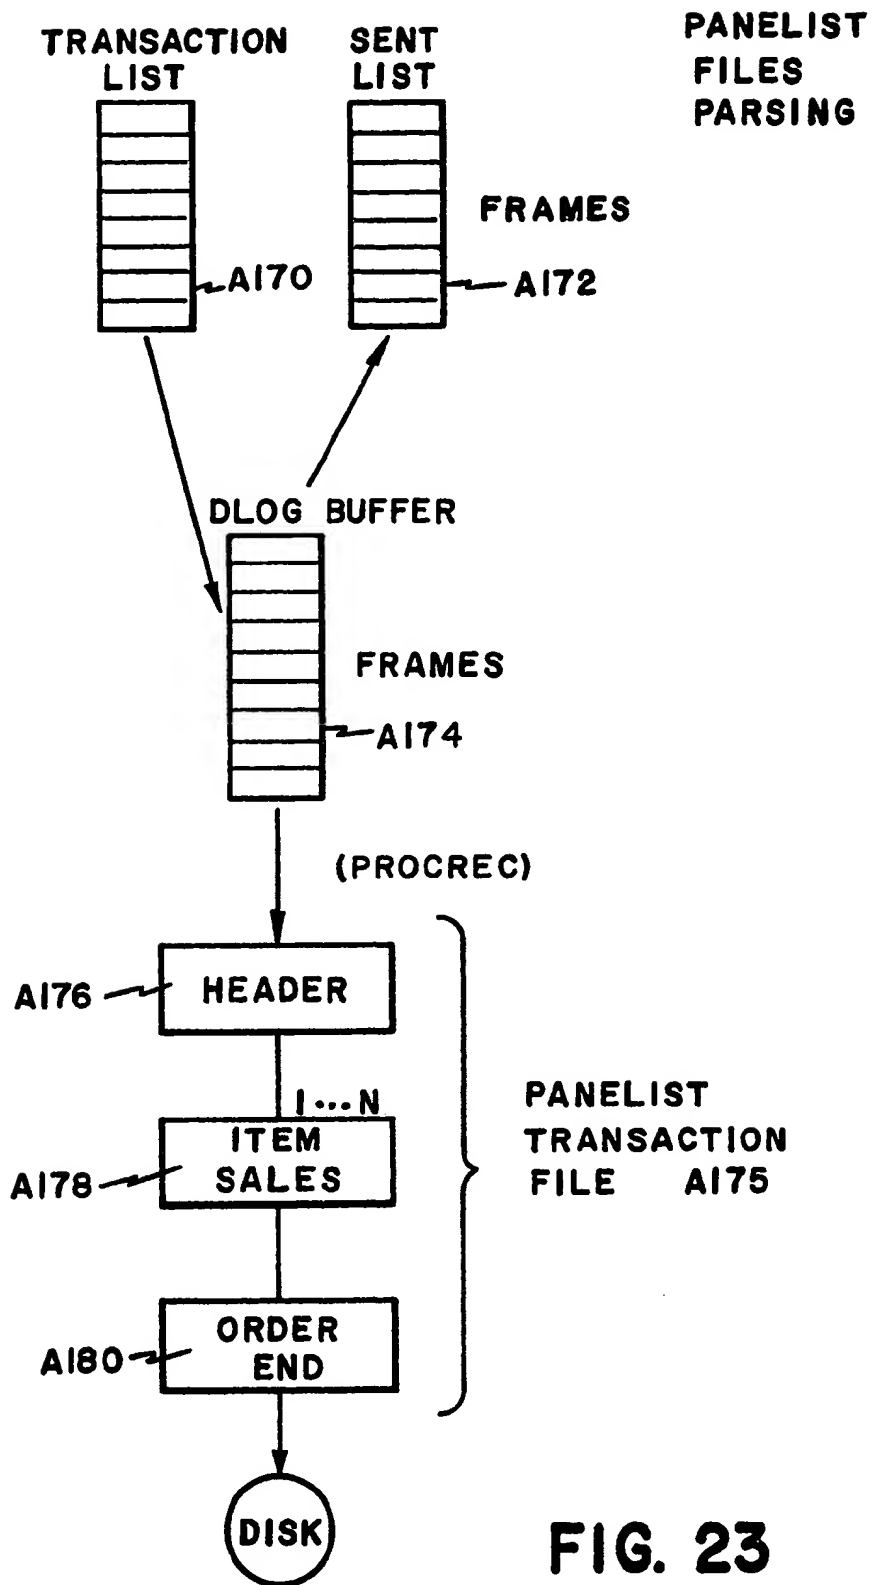 TRANSACTION
LIST
SENT
LIST
PANELIST
FILES
PARSING
FRAMES
A170
A172
DLOG BUFFER
FRAMES
A174
(PROCREC)
HEADER
A176
1...N
ITEM
SALES
A178
PANELIST
TRANSACTION
FILE A175
ORDER
END
A180
DISK
FIG. 23